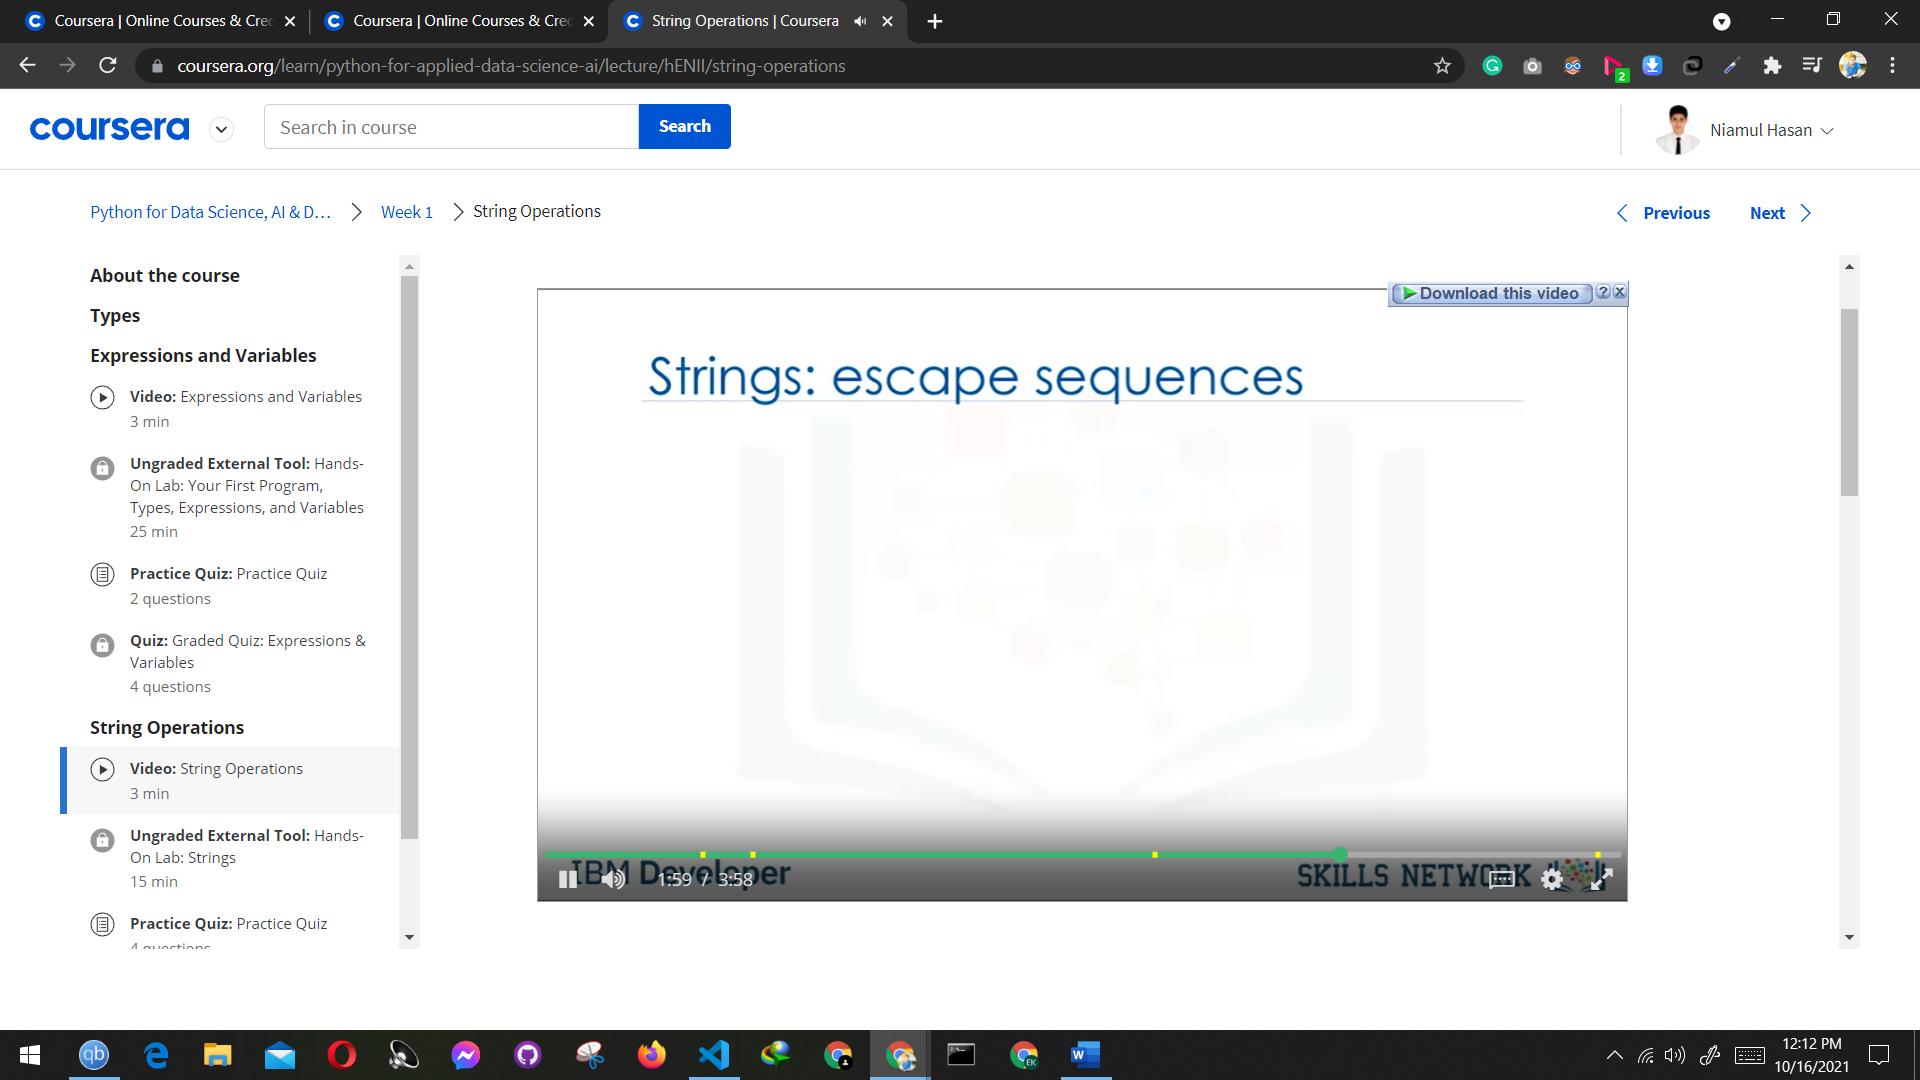 Coursera | Online Courses & Cre
Coursera | Online Courses & Cre
String Operations | Coursera
coursera.org/learn/python-for-applied-data-science-ai/lecture/hENII/string-operations
2
coursera
Search in course
Search
Niamul Hasan
Python for Data Science, AI & D...
Week 1
String Operations
Previous
Next
About the course
Types
Expressions and Variables
Video: Expressions and Variables
3 min
Ungraded External Tool: Hands-
On Lab: Your First Program,
Types, Expressions, and Variables
25 min
Practice Quiz: Practice Quiz
2 questions
Quiz: Graded Quiz: Expressions &
Variables
4 questions
String Operations
Video: String Operations
3 min
Ungraded External Tool: Hands-
On Lab: Strings
15 min
Practice Quiz: Practice Quiz
4 questions
Download this video
? X
Strings: escape sequences
IBM Developer
SKILLS NETWORK
1:59 / 3:58
qb
EK
W
12:12 PM
10/16/2021